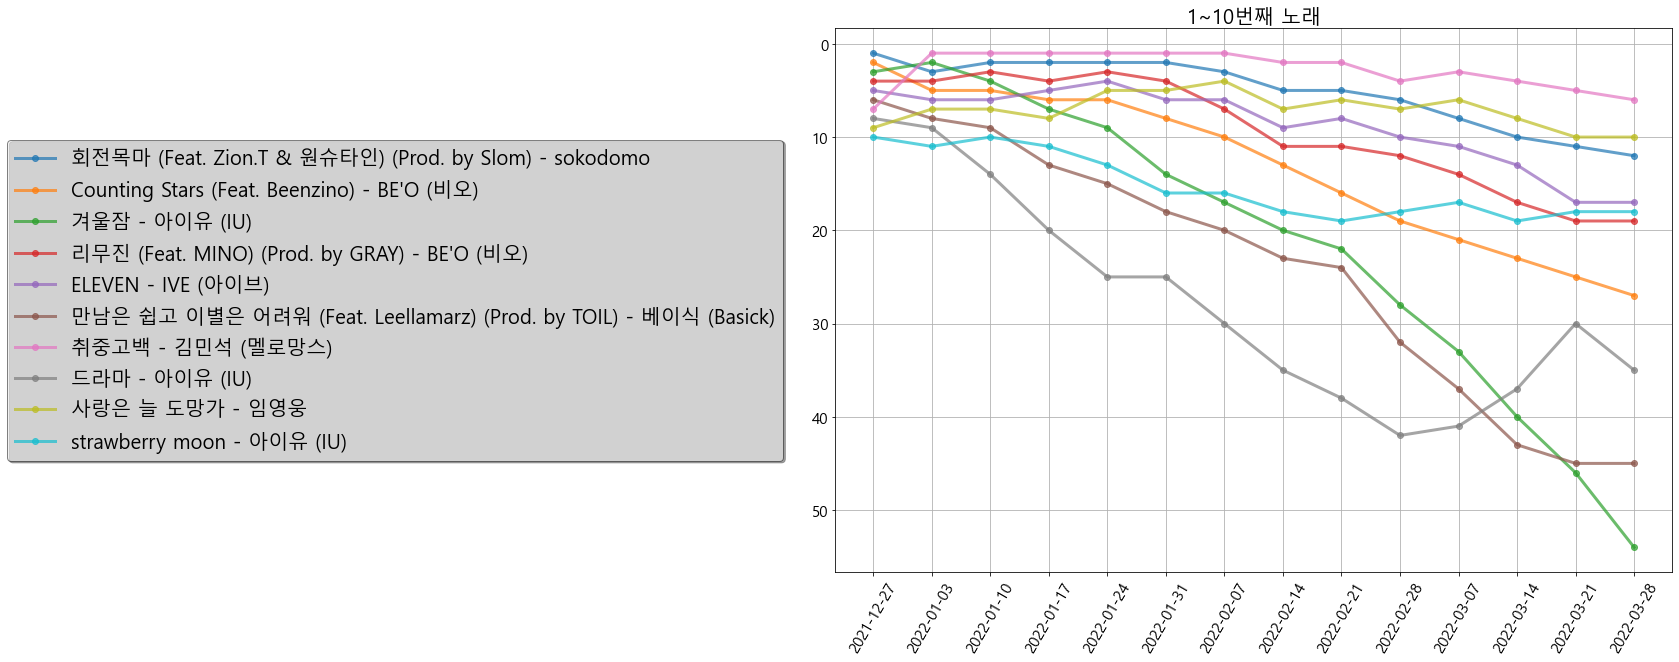 1~10번째 노래
회전목마 (Feat. Zion.T & 원슈타인) (Prod. by Slom) - sokodomo
Counting Stars (Feat. Beenzino) - BE'O (비오)
겨울잠 - 아이유 (IU)
리무진 (Feat. MINO) (Prod. by GRAY) - BE'O (비오)
ELEVEN - IVE (아이브)
만남은 쉽고 이별은 어려워 (Feat. Leellamarz) (Prod. by TOIL) - 베이식 (Basick)
취중고백 - 김민석 (멜로망스)
드라마 - 아이유 (IU)
사랑은 늘 도망가 - 임영웅
strawberry moon - 아이유 (IU)
0
10
20
30
40
50
2021-12-27
2022-01-03
2022-01-10
2022-01-17
2022-01-24
2022-01-31
2022-02-07
2022-02-14
2022-02-21
2022-02-28
2022-03-07
2022-03-14
2022-03-21
2022-03-28